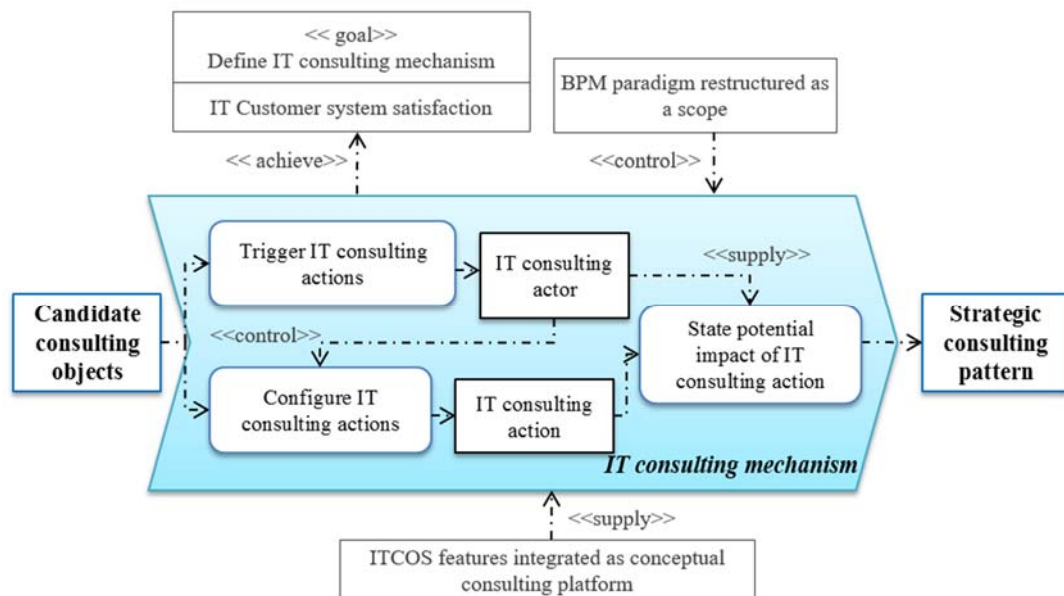 << goal>>
Define IT consulting mechanism
IT Customer system satisfaction
BPM paradigm restructured as
a scope
<< achieve>>
<<control>>
Trigger IT consulting
actions
IT consulting
actor
<<supply>>
Candidate
consulting
objects
<<control>>
State potential
impact of IT
consulting action
Strategic
consulting
pattern
Configure IT
consulting actions
IT consulting
action
IT consulting mechanism
<<supply>>
ITCOS features integrated as conceptual
consulting platform